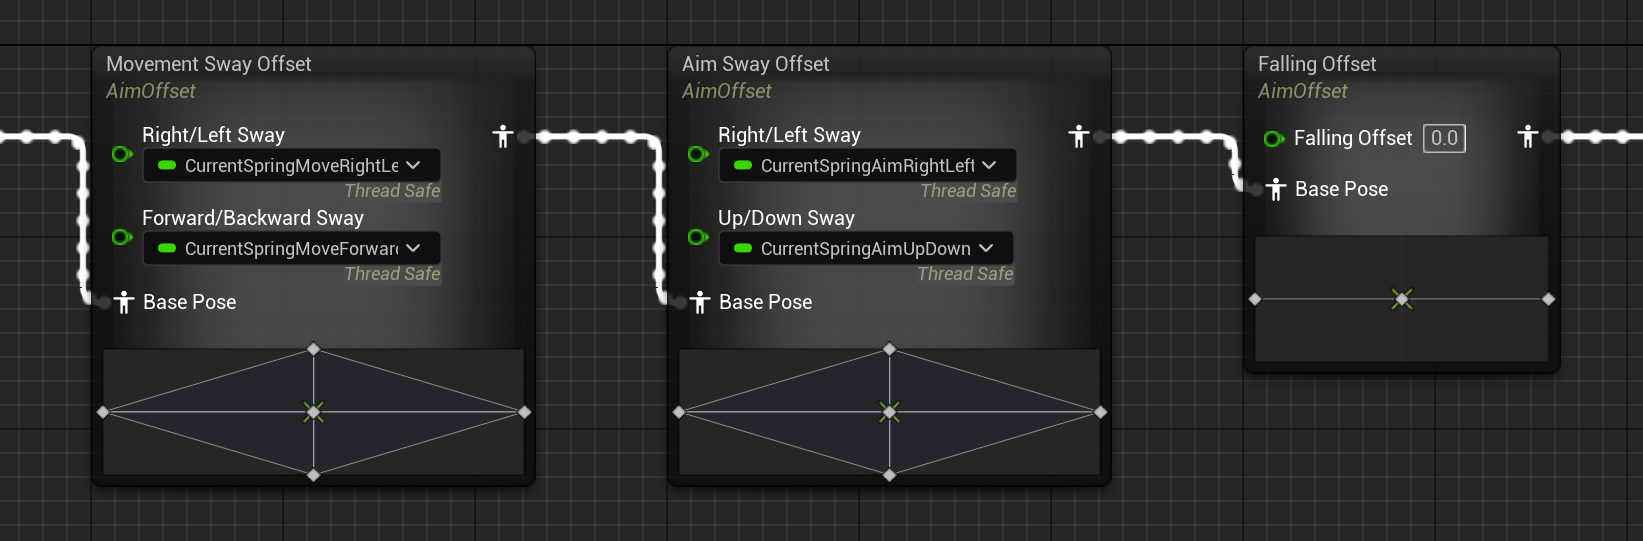 Movement Sway Offset
AimOffset
Right/Left Sway
CurrentSpringMoveRightLe
Thread Safe
Forward/Backward Sway
CurrentSpringMoveForward
Thread Safe
Base Pose
Aim Sway Offset
AimOffset
Right/Left Sway
CurrentSpringAimRightLeft
Thread Safe
Up/Down Sway
CurrentSpringAimUpDown
Thread Safe
Base Pose
Falling Offset
AimOffset
Falling Offset 0.0
Base Pose